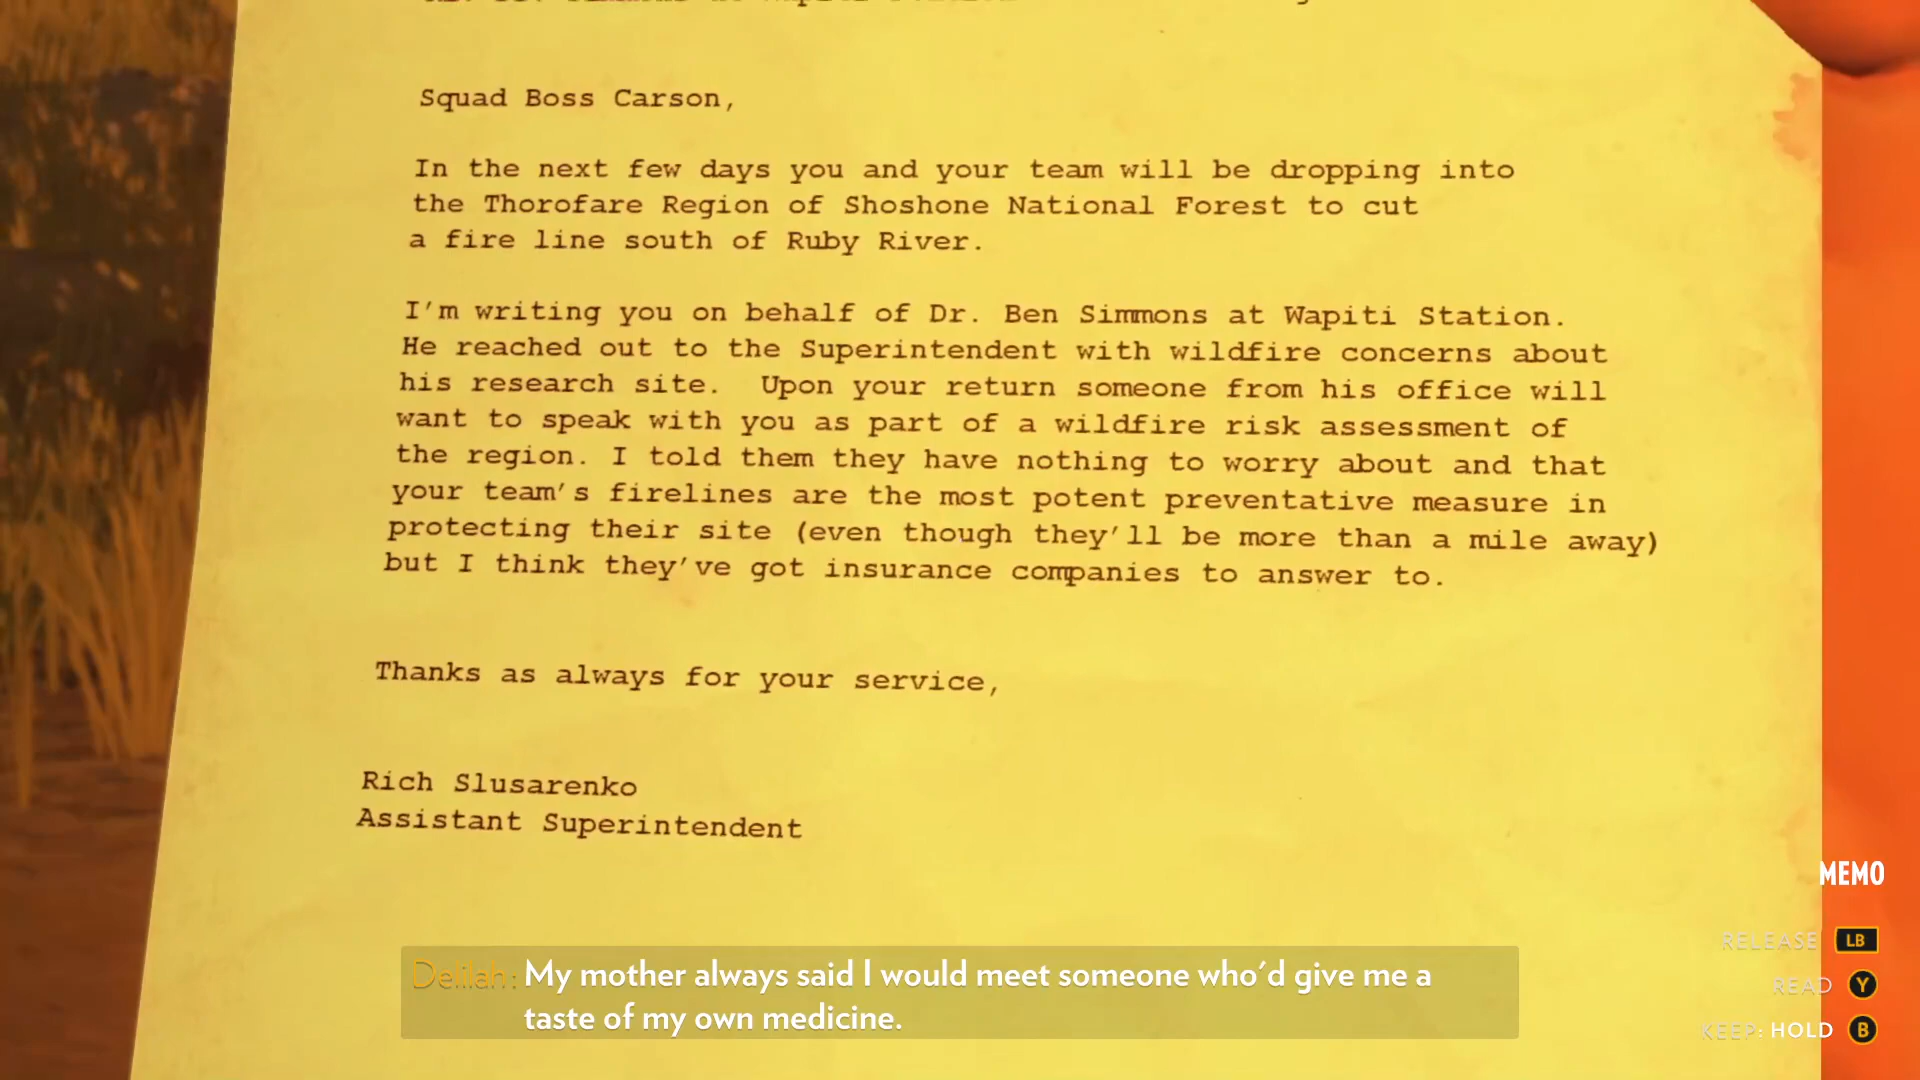 Squad Boss Carson,
In the next few days you and your team will be dropping into
the Thorofare Region of Shoshone National Forest to cut
a fire line south of Ruby River.
I'm writing you on behalf of Dr. Ben Simmons at Wapiti Station.
He reached out to the Superintendent with wildfire concerns about
his research site.  Upon your return someone from his office will
want to speak with you as part of a wildfire risk assessment of
the region. I told them they have nothing to worry about and that
your team's firelines are the most potent preventative measure in
protecting their site (even though they'll be more than a mile away)
but I think they've got insurance companies to answer to.
Thanks as always for your service,
Rich Slusarenko
Assistant Superintendent
MEMO
RELEASE LB
READ Y
KEEP: HOLD B
Delilah: My mother always said I would meet someone who'd give me a
taste of my own medicine.